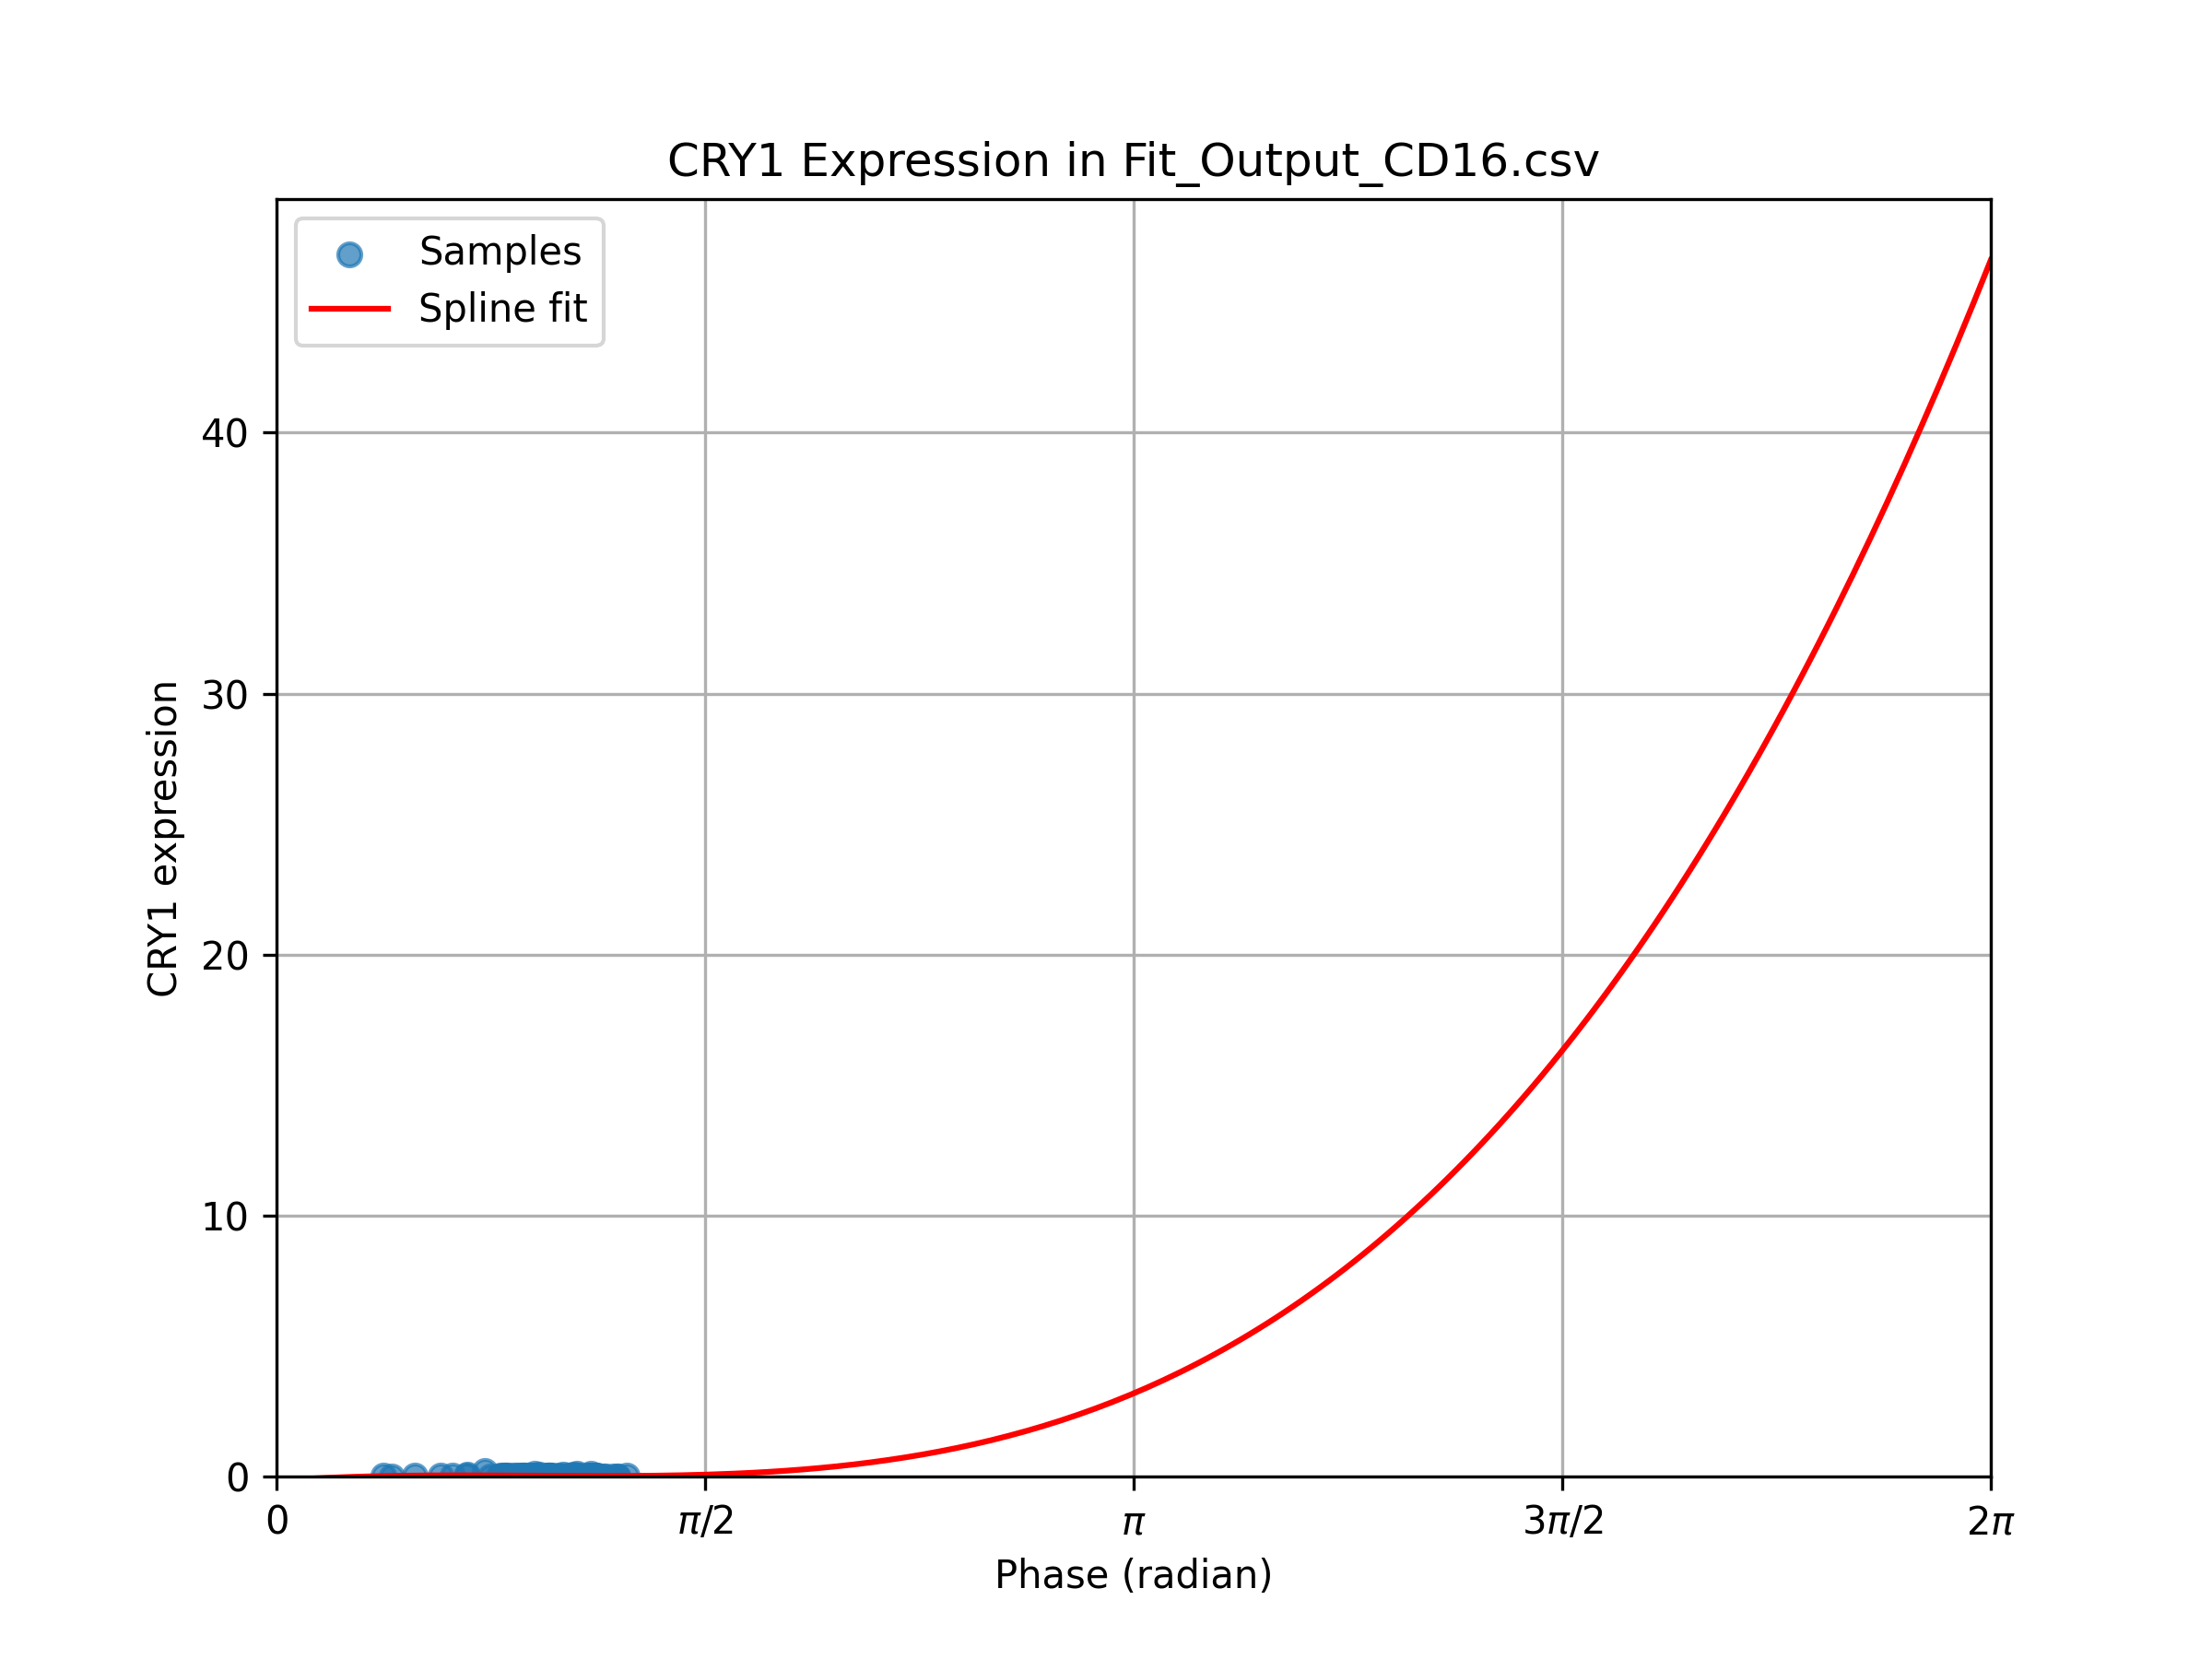 CRY1 Expression in Fit_Output_CD16.csv
Samples
Spline fit
CRY1 expression
40
30
20
10
0
0 π/2 π 3π/2 2π
Phase (radian)